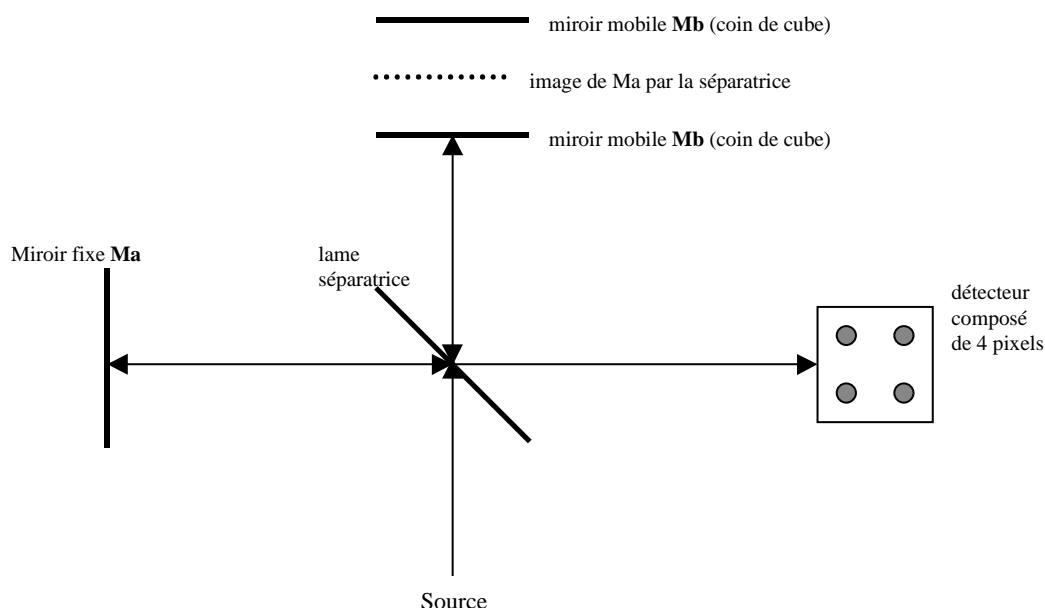 miroir mobile Mb (coin de cube)
image de Ma par la séparatrice
miroir mobile Mb (coin de cube)
Miroir fixe Ma
lame
séparatrice
détecteur
composé
de 4 pixels
Source